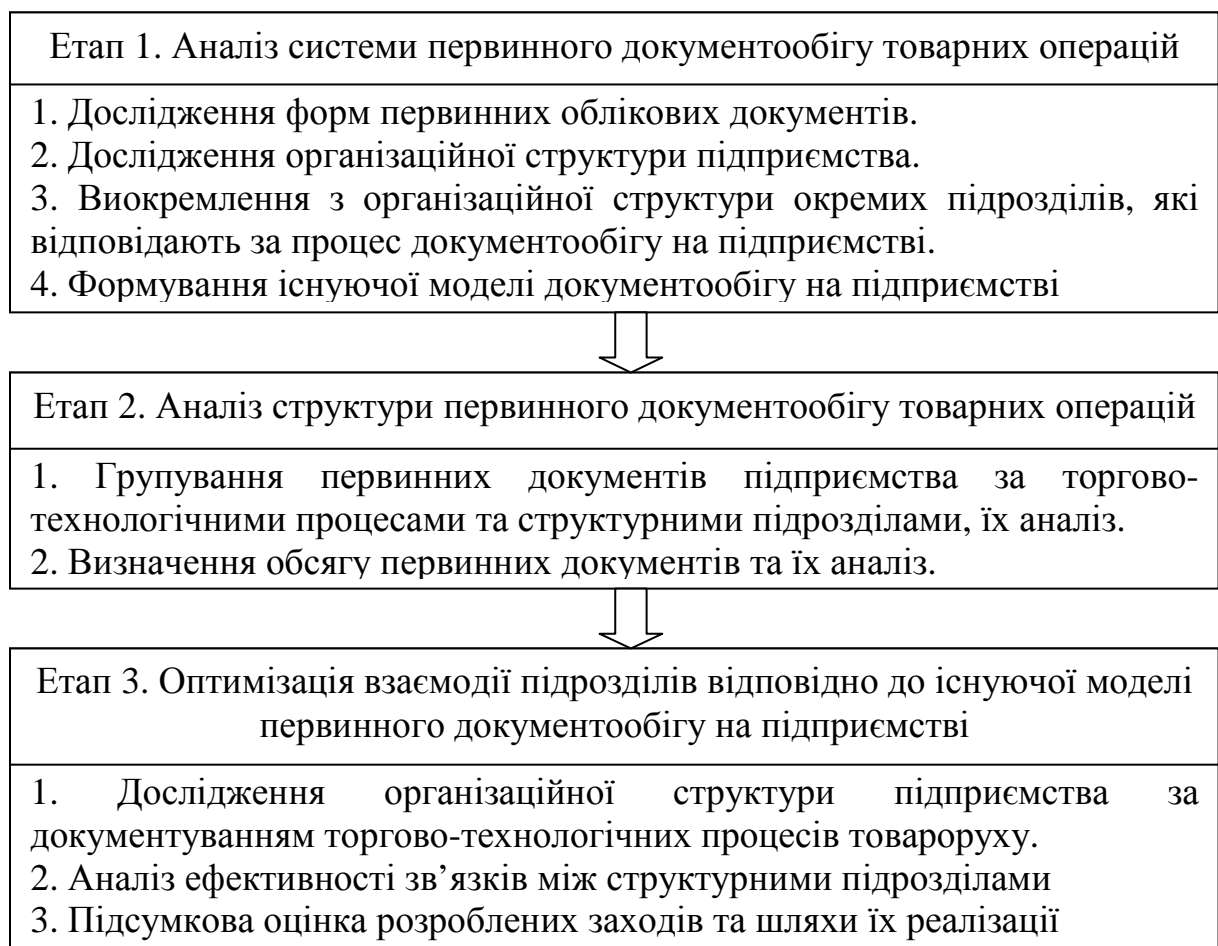 Етап 1. Аналіз системи первинного документообігу товарних операцій
1. Дослідження форм первинних облікових документів.
2. Дослідження організаційної структури підприємства.
3. Виокремлення з організаційної структури окремих підрозділів, які
відповідають за процес документообігу на підприємстві.
4. Формування існуючої моделі документообігу на підприємстві
Етап 2. Аналіз структури первинного документообігу товарних операцій
1. Групування первинних документів підприємства за торгово-
технологічними процесами та структурними підрозділами, їх аналіз.
2. Визначення обсягу первинних документів та їх аналіз.
Етап 3. Оптимізація взаємодії підрозділів відповідно до існуючої моделі
первинного документообігу на підприємстві
1. Дослідження організаційної структури підприємства за
документуванням торгово-технологічних процесів товароруху.
2. Аналіз ефективності зв’язків між структурними підрозділами
3. Підсумкова оцінка розроблених заходів та шляхи їх реалізації